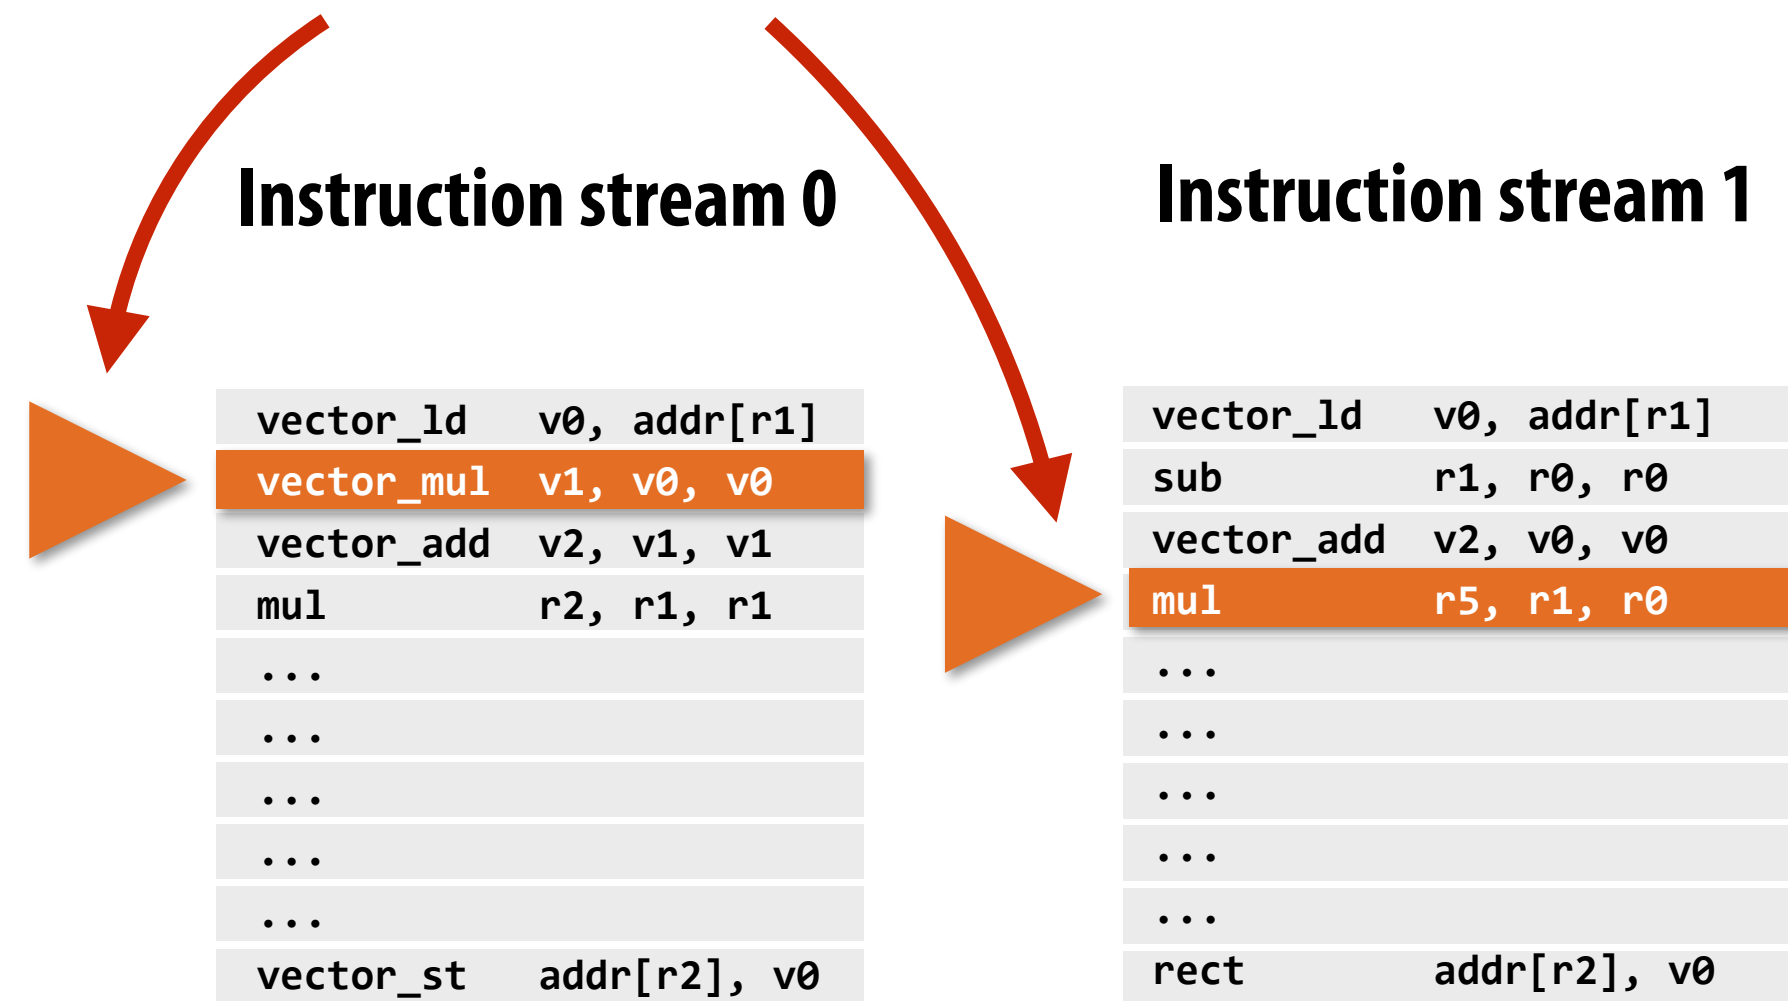 Instruction stream 0
vector_ld v0, addr[r1]
vector_mul v1, v0, v0
vector_add v2, v1, v1
mul r2, r1, r1
...
...
...
...
...
vector_st addr[r2], v0
Instruction stream 1
vector_ld v0, addr[r1]
sub r1, r0, r0
vector_add v2, v0, v0
mul r5, r1, r0
...
...
...
...
...
rect addr[r2], v0